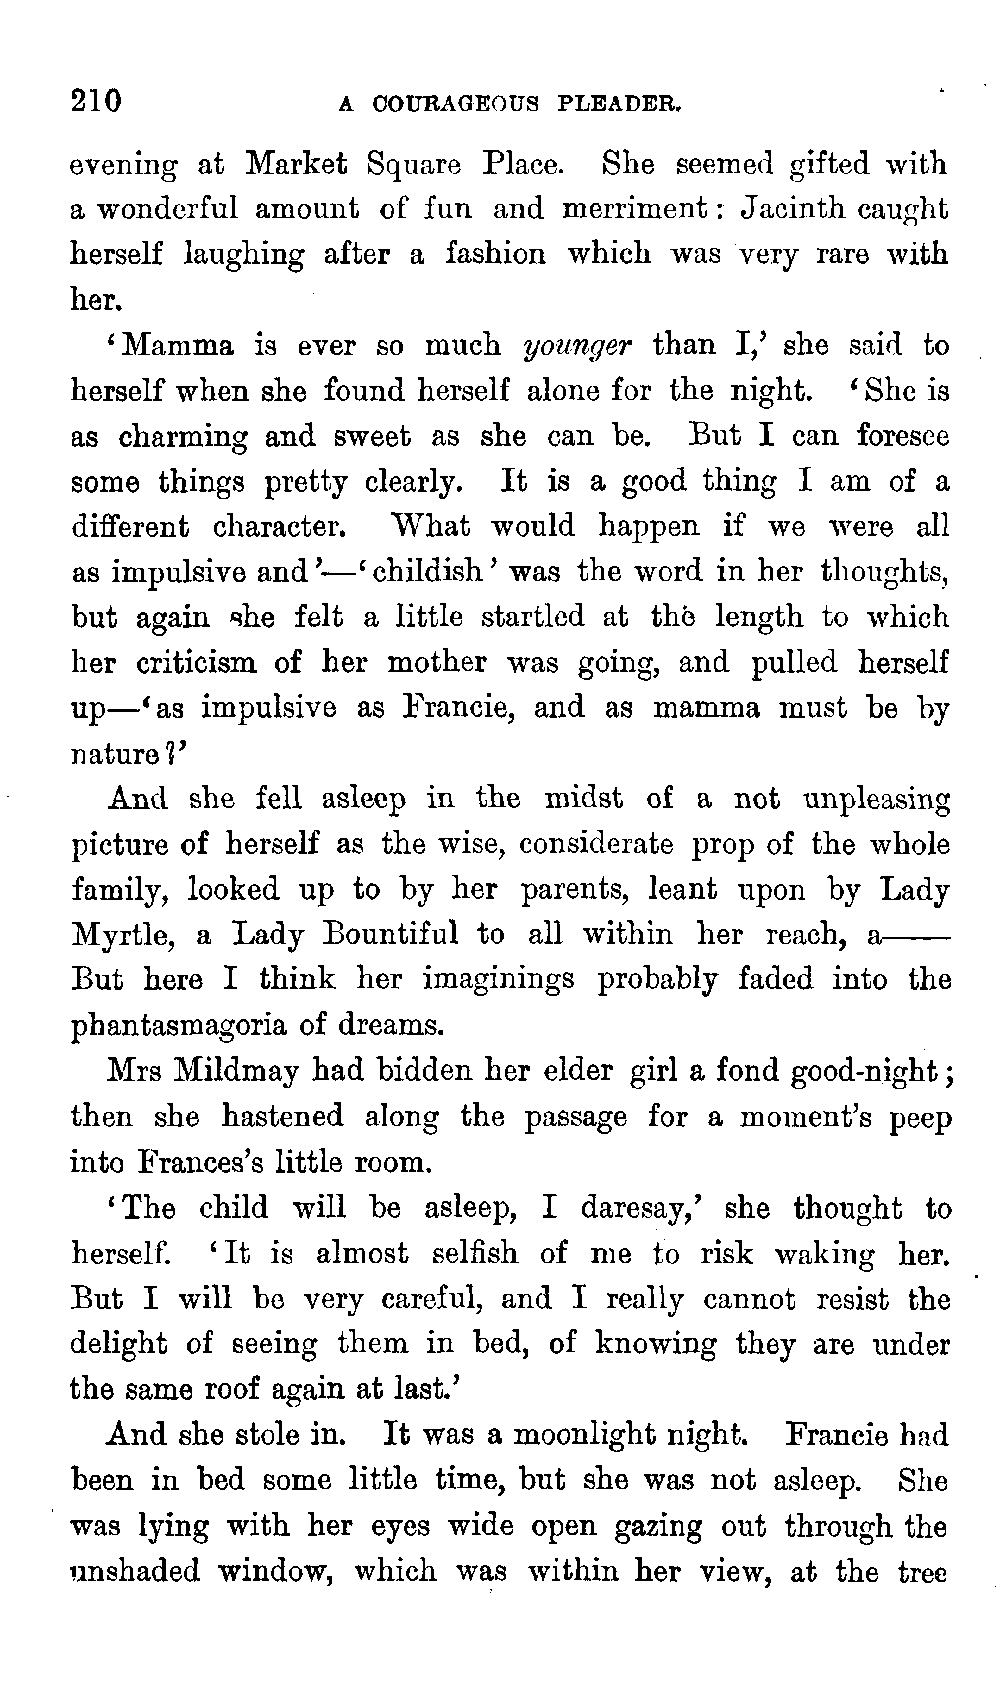 210 A COURAGEOUS PLEADER.
evening at Market Square Place. She seemed gifted with
a wonderful amount of fun and merriment: Jacinth caught
herself laughing after a fashion which was very rare with
her.
‘Mamma is ever so much younger than I,’ she said to
herself when she found herself alone for the night. ‘She is
as charming and sweet as she can be. But I can foresee
some things pretty clearly. It is a good thing I am of a
different character. What would happen if we were all
as impulsive and’—‘childish’ was the word in her thoughts,
but again she felt a little startled at the length to which
her criticism of her mother was going, and pulled herself
up—‘as impulsive as Francie, and as mamma must be by
nature?’
And she fell asleep in the midst of a not unpleasing
picture of herself as the wise, considerate prop of the whole
family, looked up to by her parents, leant upon by Lady
Myrtle, a Lady Bountiful to all within her reach, a——
But here I think her imaginings probably faded into the
phantasmagoria of dreams.
Mrs Mildmay had bidden her elder girl a fond good-night;
then she hastened along the passage for a moment’s peep
into Frances’s little room.
‘The child will be asleep, I daresay,’ she thought to
herself. ‘It is almost selfish of me to risk waking her.
But I will be very careful, and I really cannot resist the
delight of seeing them in bed, of knowing they are under
the same roof again at last.’
And she stole in. It was a moonlight night. Francie had
been in bed some little time, but she was not asleep. She
was lying with her eyes wide open gazing out through the
unshaded window, which was within her view, at the tree